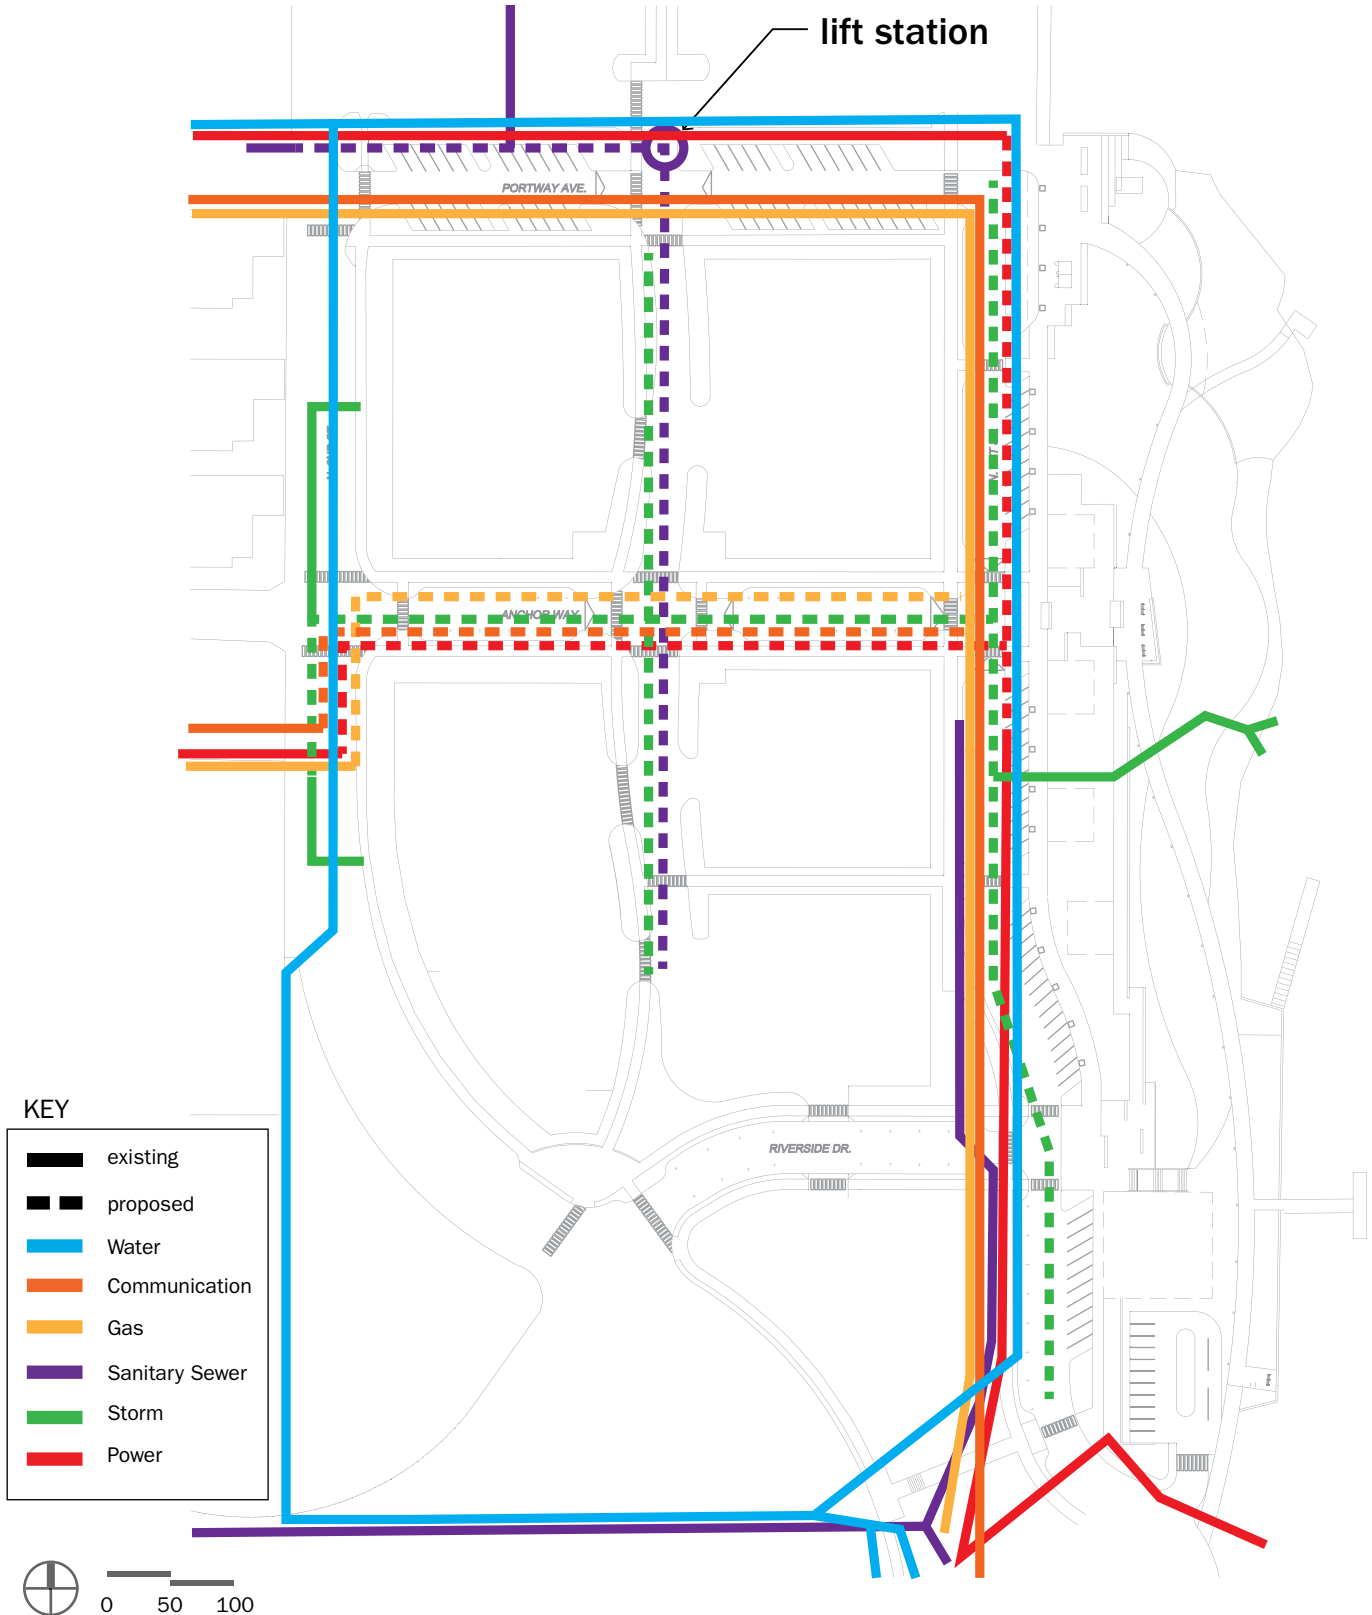 lift station
PORTWAY AVE.
ANCHOR WAY
RIVERSIDE DR.
KEY
existing
proposed
Water
Communication
Gas
Sanitary Sewer
Storm
Power
0 50 100